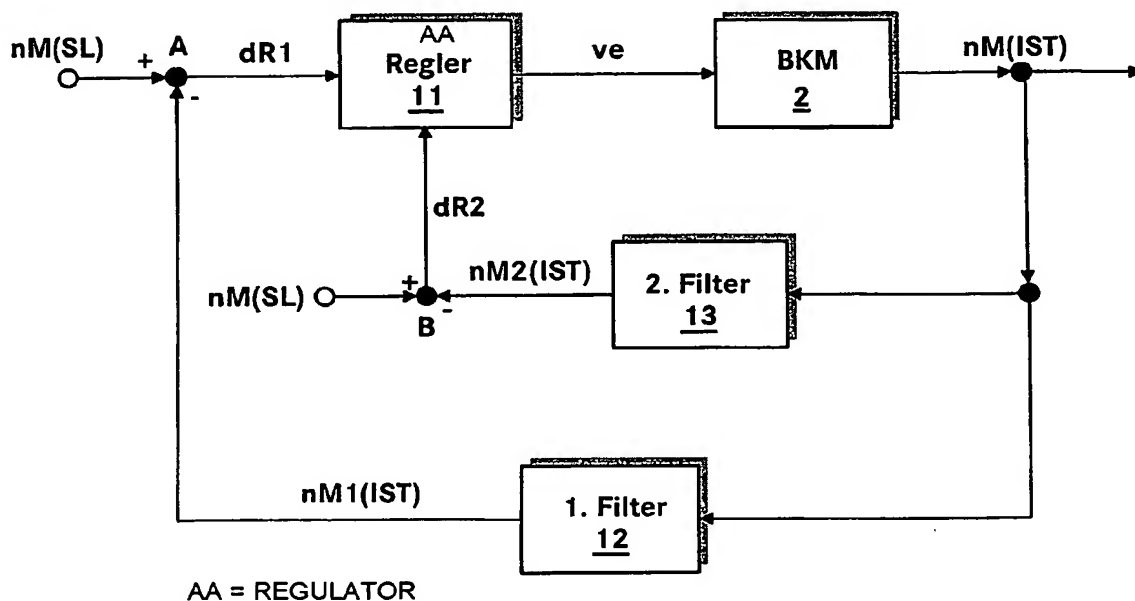 nM(SL)
+
A
-
dR1
AA
Regler
11
ve
BKM
2
nM(IST)
dR2
nM(SL)
+
B
-
nM2(IST)
2. Filter
13
nM1(IST)
1. Filter
12
AA = REGULATOR